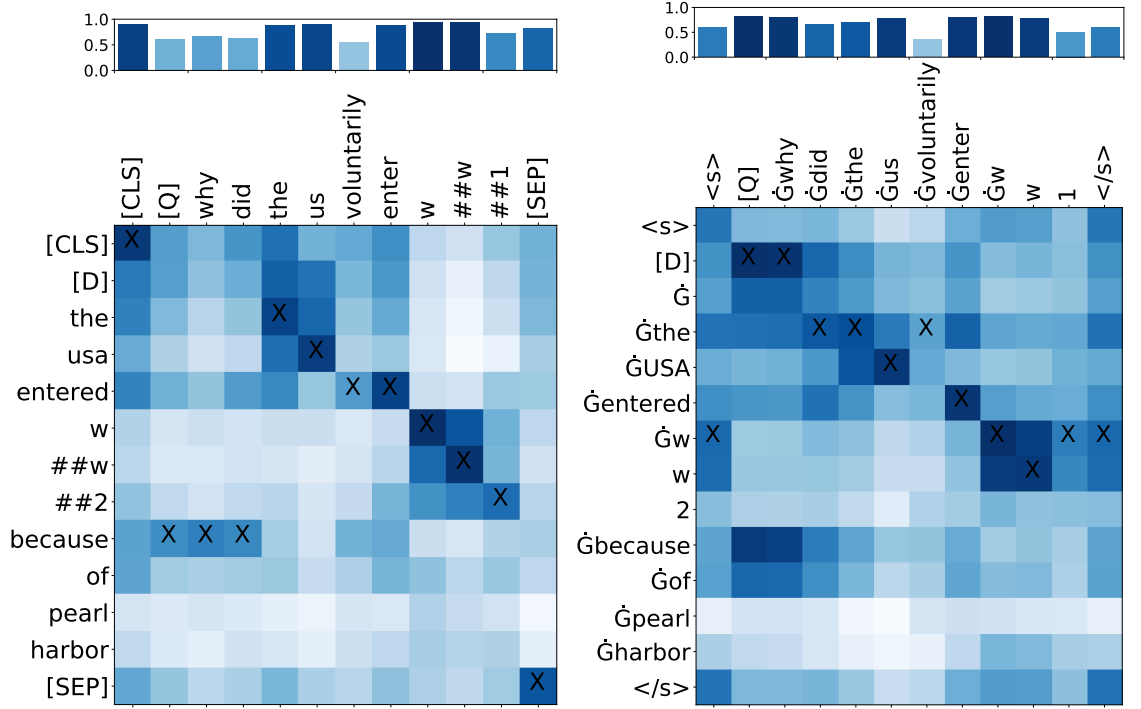 1.0
0.5
0.0
[CLS]
[Q]
why
did
the
us
voluntarily
enter
w
##w
##1
[SEP]
[CLS] X
[D]
the X
usa X
entered X X
w X
##w X
##2 X
because X X X
of
pearl
harbor
[SEP] X
1.0
0.5
0.0
<s>
[Q]
Ġwhy
Ġdid
Ġthe
Ġus
Ġvoluntarily
Ġenter
Ġw
w
1
</s>
<s>
[D] X X
Ġ
Ġthe X X X
ĠUSA X
Ġentered X
Ġw X X X X
w X
2
Ġbecause
Ġof
Ġpearl
Ġharbor
</s>